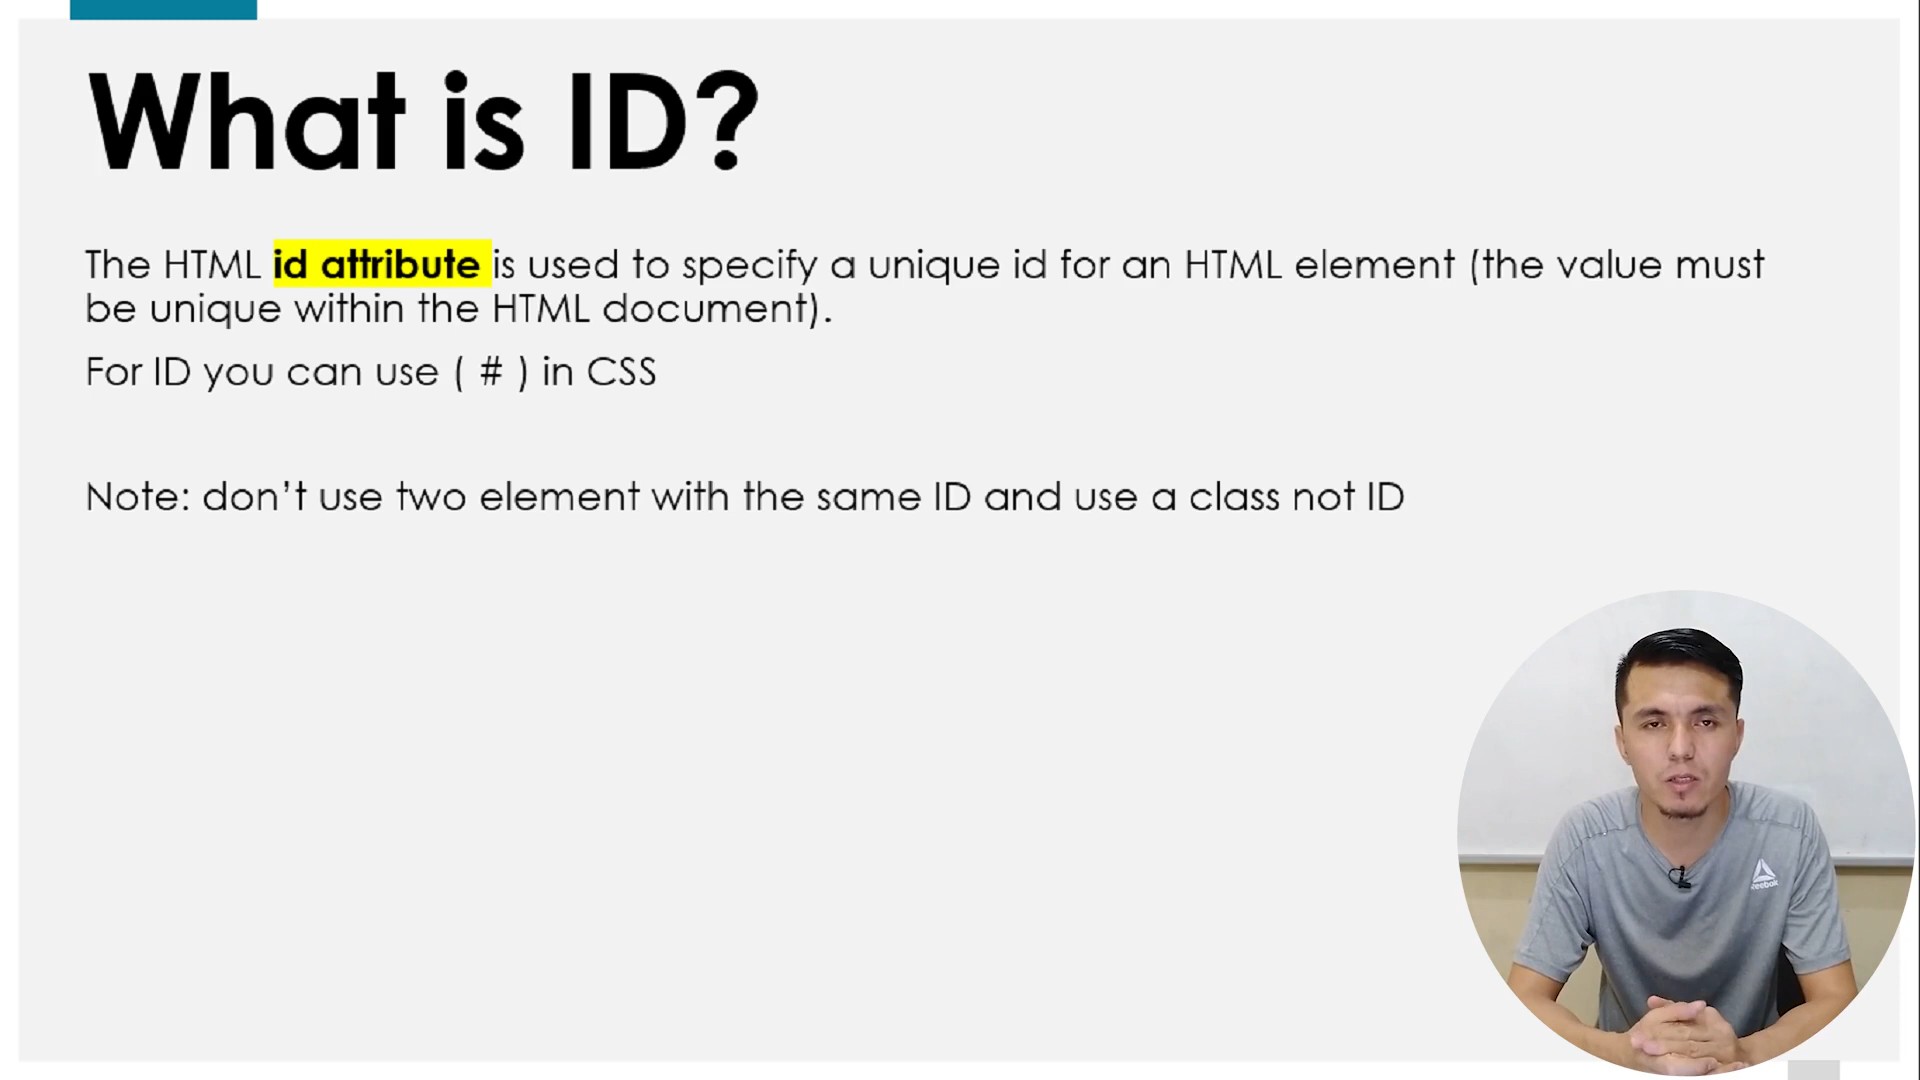 What is ID?
The HTML id attribute is used to specify a unique id for an HTML element (the value must
be unique within the HTML document).
For ID you can use ( # ) in CSS
Note: don’t use two element with the same ID and use a class not ID
Reebok